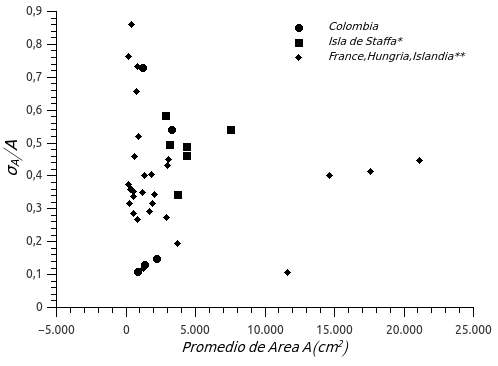 0,9
0,8
0,7
0,6
0,5
0,4
0,3
0,2
0,1
0
σA/A
Colombia
Isla de Staffa*
France,Hungria,Islandia**
−5.000 0 5.000 10.000 15.000 20.000 25.000
Promedio de Area A(cm²)